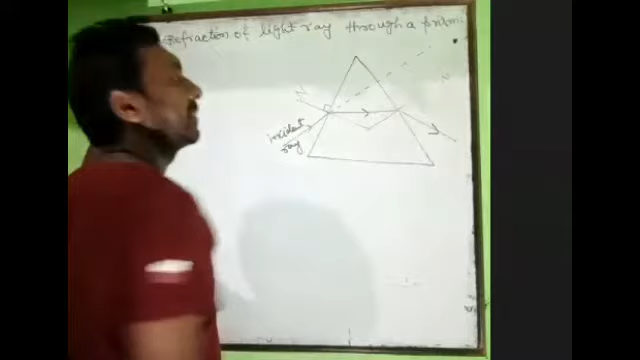 Refraction of light ray through a prism
N
N
incident
ray